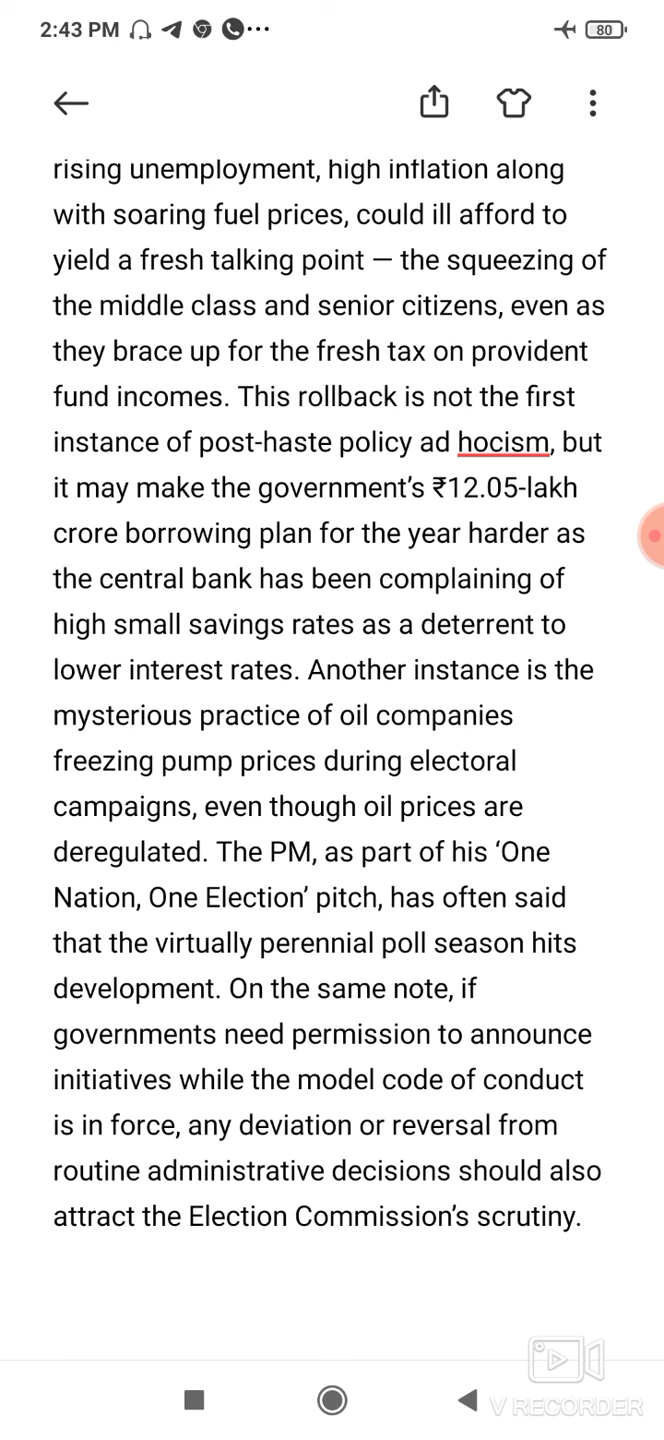 2:43 PM
80
rising unemployment, high inflation along
with soaring fuel prices, could ill afford to
yield a fresh talking point — the squeezing of
the middle class and senior citizens, even as
they brace up for the fresh tax on provident
fund incomes. This rollback is not the first
instance of post-haste policy ad hocism, but
it may make the government’s ₹12.05-lakh
crore borrowing plan for the year harder as
the central bank has been complaining of
high small savings rates as a deterrent to
lower interest rates. Another instance is the
mysterious practice of oil companies
freezing pump prices during electoral
campaigns, even though oil prices are
deregulated. The PM, as part of his ‘One
Nation, One Election’ pitch, has often said
that the virtually perennial poll season hits
development. On the same note, if
governments need permission to announce
initiatives while the model code of conduct
is in force, any deviation or reversal from
routine administrative decisions should also
attract the Election Commission’s scrutiny.
V RECORDER